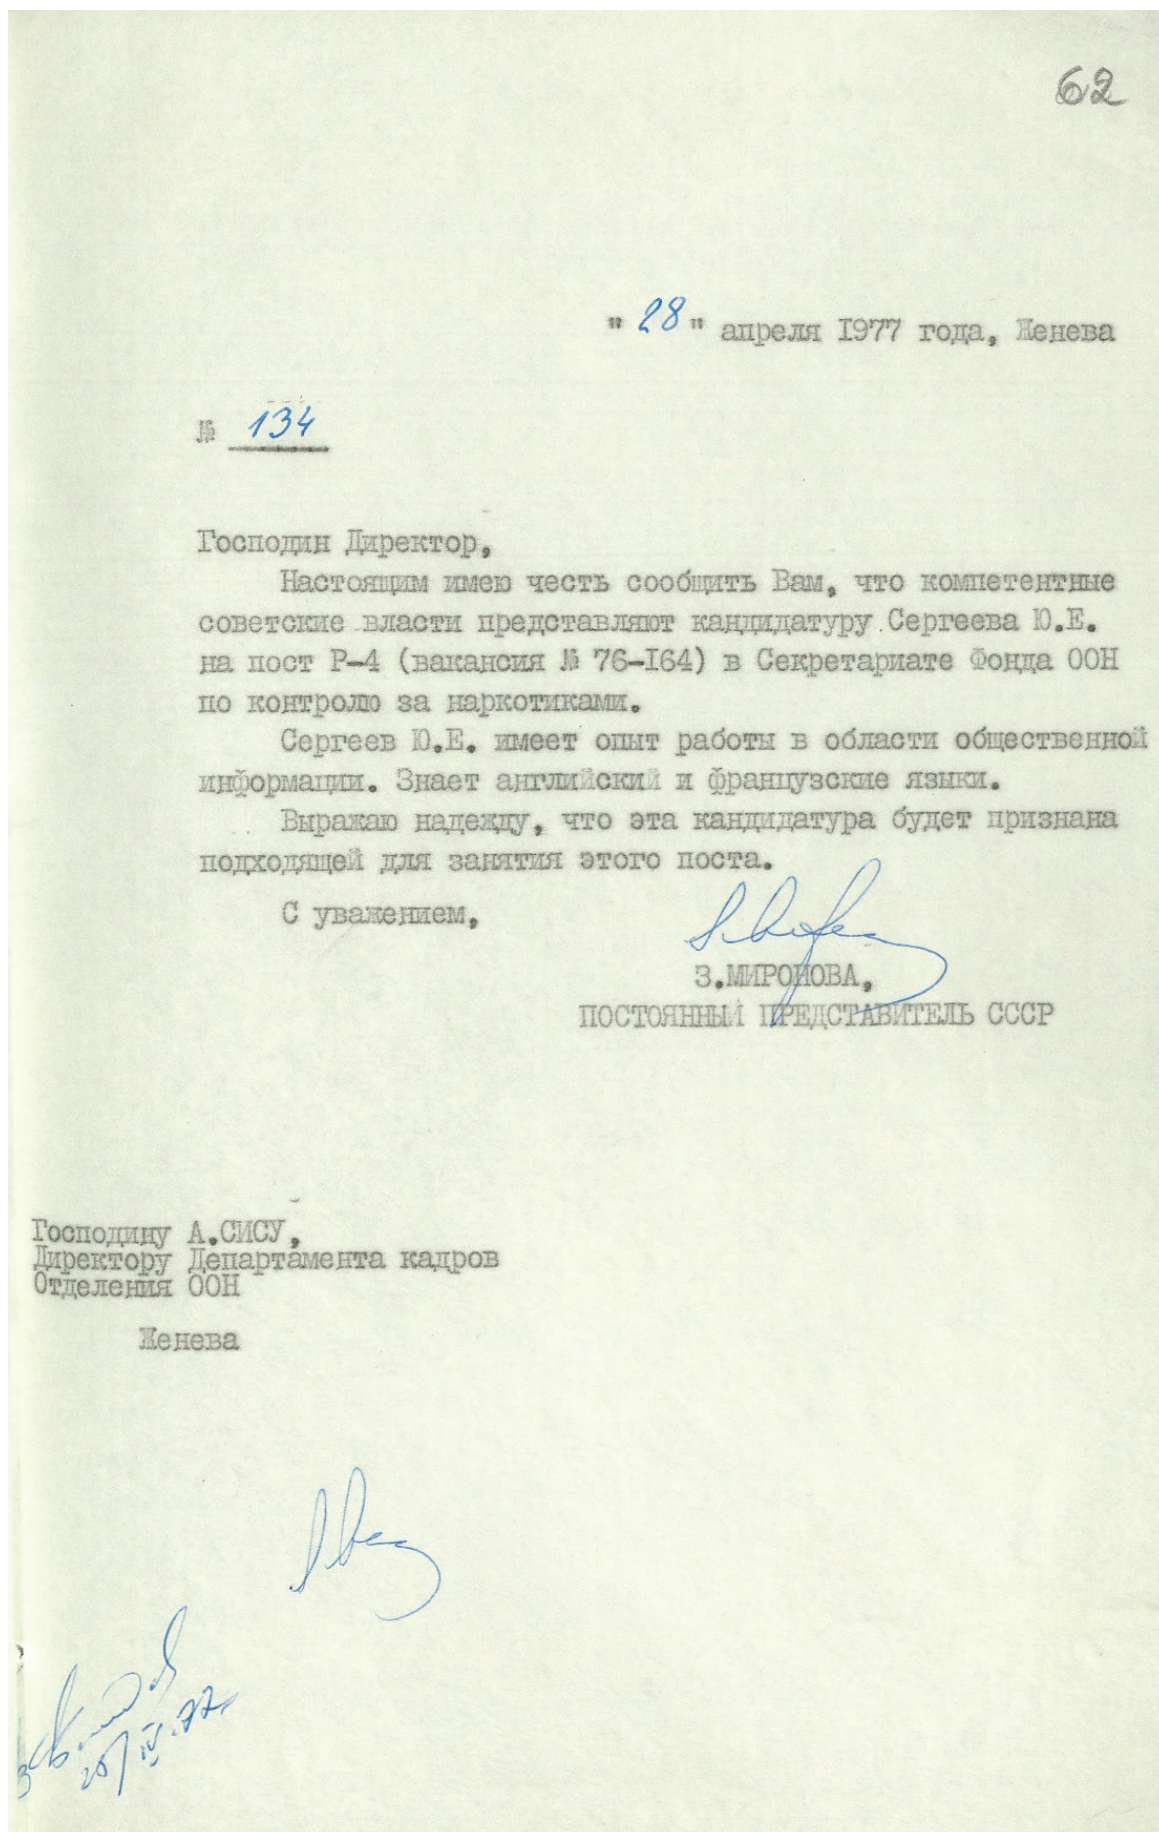 62
"28" апреля I977 года, Женева
№ 134
Господин Директор,
Настоящим имею честь сообщить Вам, что компетентные
советские власти представляют кандидатуру Сергеева Ю.Е.
на пост Р-4 (вакансия № 76-I64) в Секретариате Фонда ООН
по контролю за наркотиками.
Сергеев Ю.Е. имеет опыт работы в области общественной
информации. Знает английский и французские языки.
Выражаю надежду, что эта кандидатура будет признана
подходящей для занятия этого поста.
С уважением,
З.МИРОНОВА,
ПОСТОЯННЫЙ ПРЕДСТАВИТЕЛЬ СССР
Господину А.СИСУ,
Директору Департамента кадров
Отделения ООН
Женева